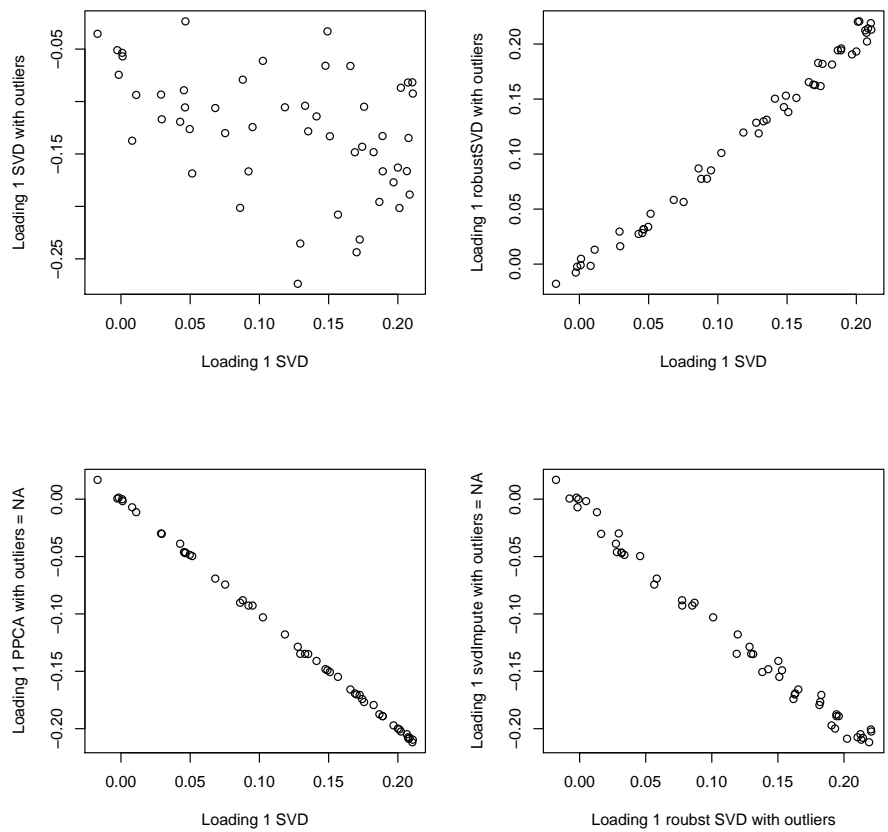 Loading 1 SVD with outliers
−0.05
−0.15
−0.25
0.00 0.05 0.10 0.15 0.20
Loading 1 SVD
Loading 1 robustSVD with outliers
0.20
0.15
0.10
0.05
0.00
0.00 0.05 0.10 0.15 0.20
Loading 1 SVD
Loading 1 PPCA with outliers = NA
0.00
−0.05
−0.10
−0.15
−0.20
0.00 0.05 0.10 0.15 0.20
Loading 1 SVD
Loading 1 svdImpute with outliers = NA
0.00
−0.05
−0.10
−0.15
−0.20
0.00 0.05 0.10 0.15 0.20
Loading 1 roubst SVD with outliers